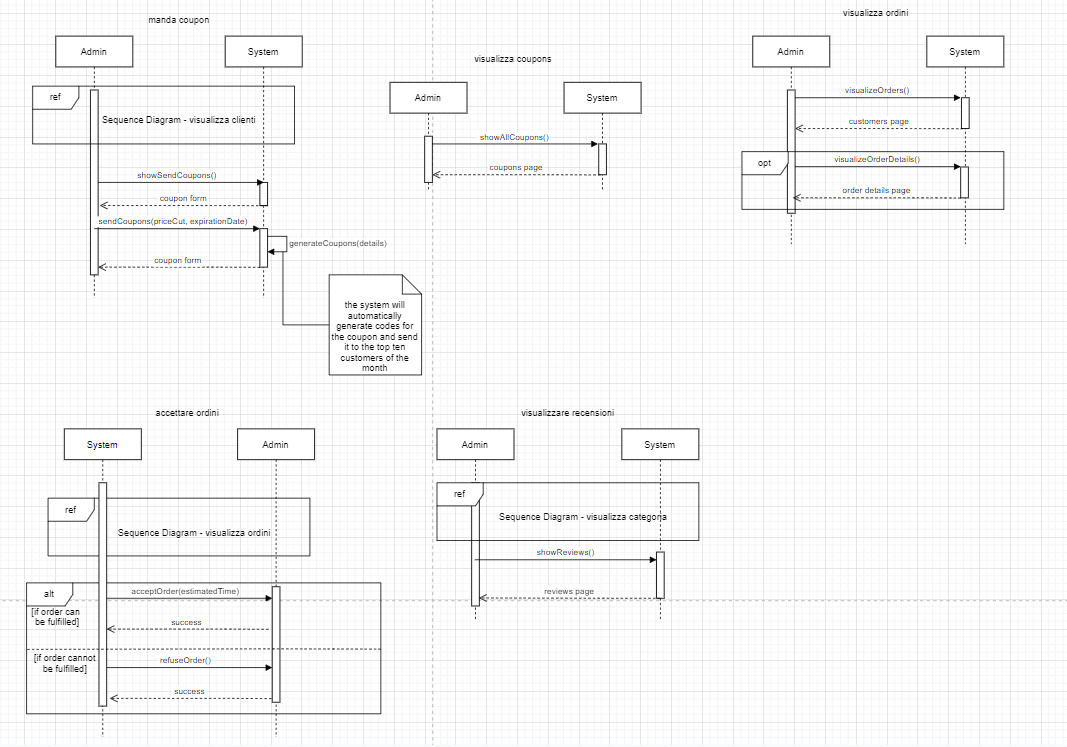 manda coupon
Admin
System
ref
Sequence Diagram - visualizza clienti
showSendCoupons()
coupon form
sendCoupons(priceCut, expirationDate)
generateCoupons(details)
coupon form
the system will
automatically
generate codes for
the coupon and send
it to the top ten
customers of the
month
visualizza coupons
Admin
System
showAllCoupons()
coupons page
visualizza ordini
Admin
System
visualizeOrders()
customers page
opt
visualizeOrderDetails()
order details page
accettare ordini
System
Admin
ref
Sequence Diagram - visualizza ordini
alt
acceptOrder(estimatedTime)
[if order can
be fulfilled]
success
[if order cannot
be fulfilled]
refuseOrder()
success
visualizzare recensioni
Admin
System
ref
Sequence Diagram - visualizza categoria
showReviews()
reviews page